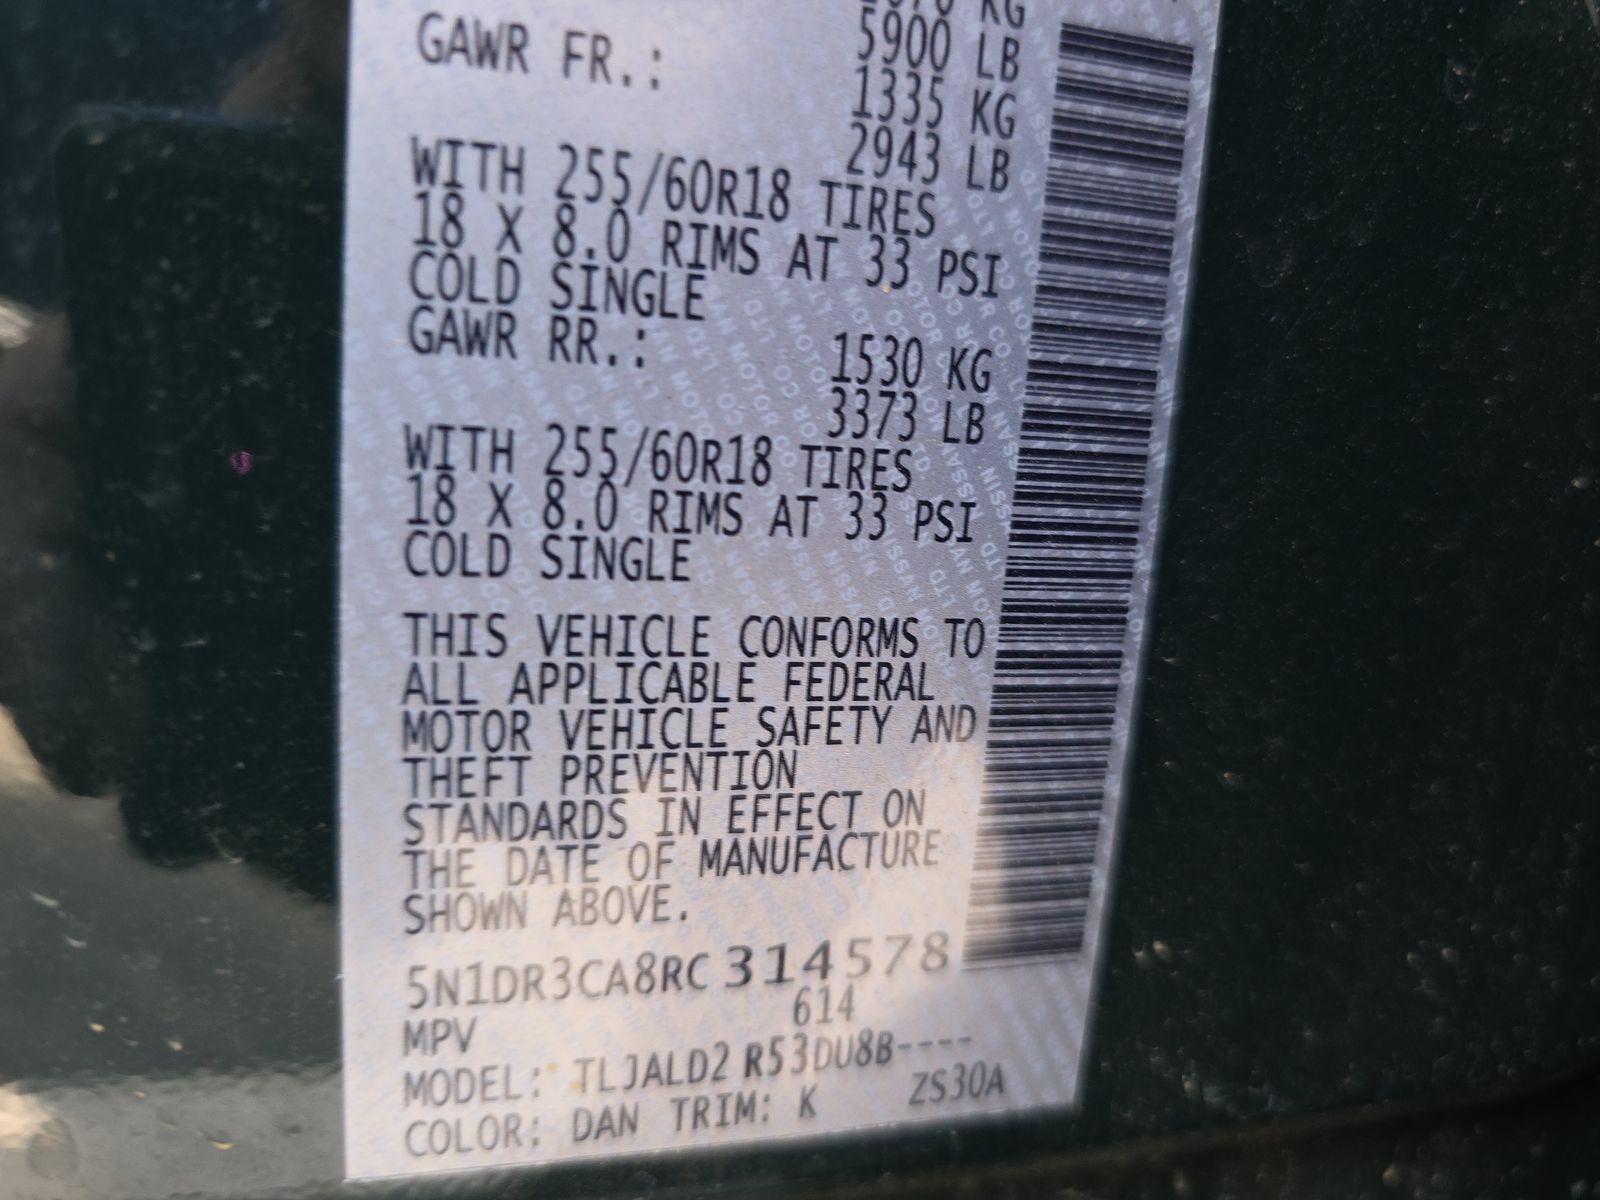 KG
5900 LB
GAWR FR.: 1335 KG
2943 LB
WITH 255/60R18 TIRES
18 X 8.0 RIMS AT 33 PSI
COLD SINGLE
GAWR RR.: 1530 KG
3373 LB
WITH 255/60R18 TIRES
18 X 8.0 RIMS AT 33 PSI
COLD SINGLE
THIS VEHICLE CONFORMS TO
ALL APPLICABLE FEDERAL
MOTOR VEHICLE SAFETY AND
THEFT PREVENTION
STANDARDS IN EFFECT ON
THE DATE OF MANUFACTURE
SHOWN ABOVE.
5N1DR3CA8RC314578
MPV 614
MODEL: TLJALD2 R53DU8B----
COLOR: DAN TRIM: K ZS30A